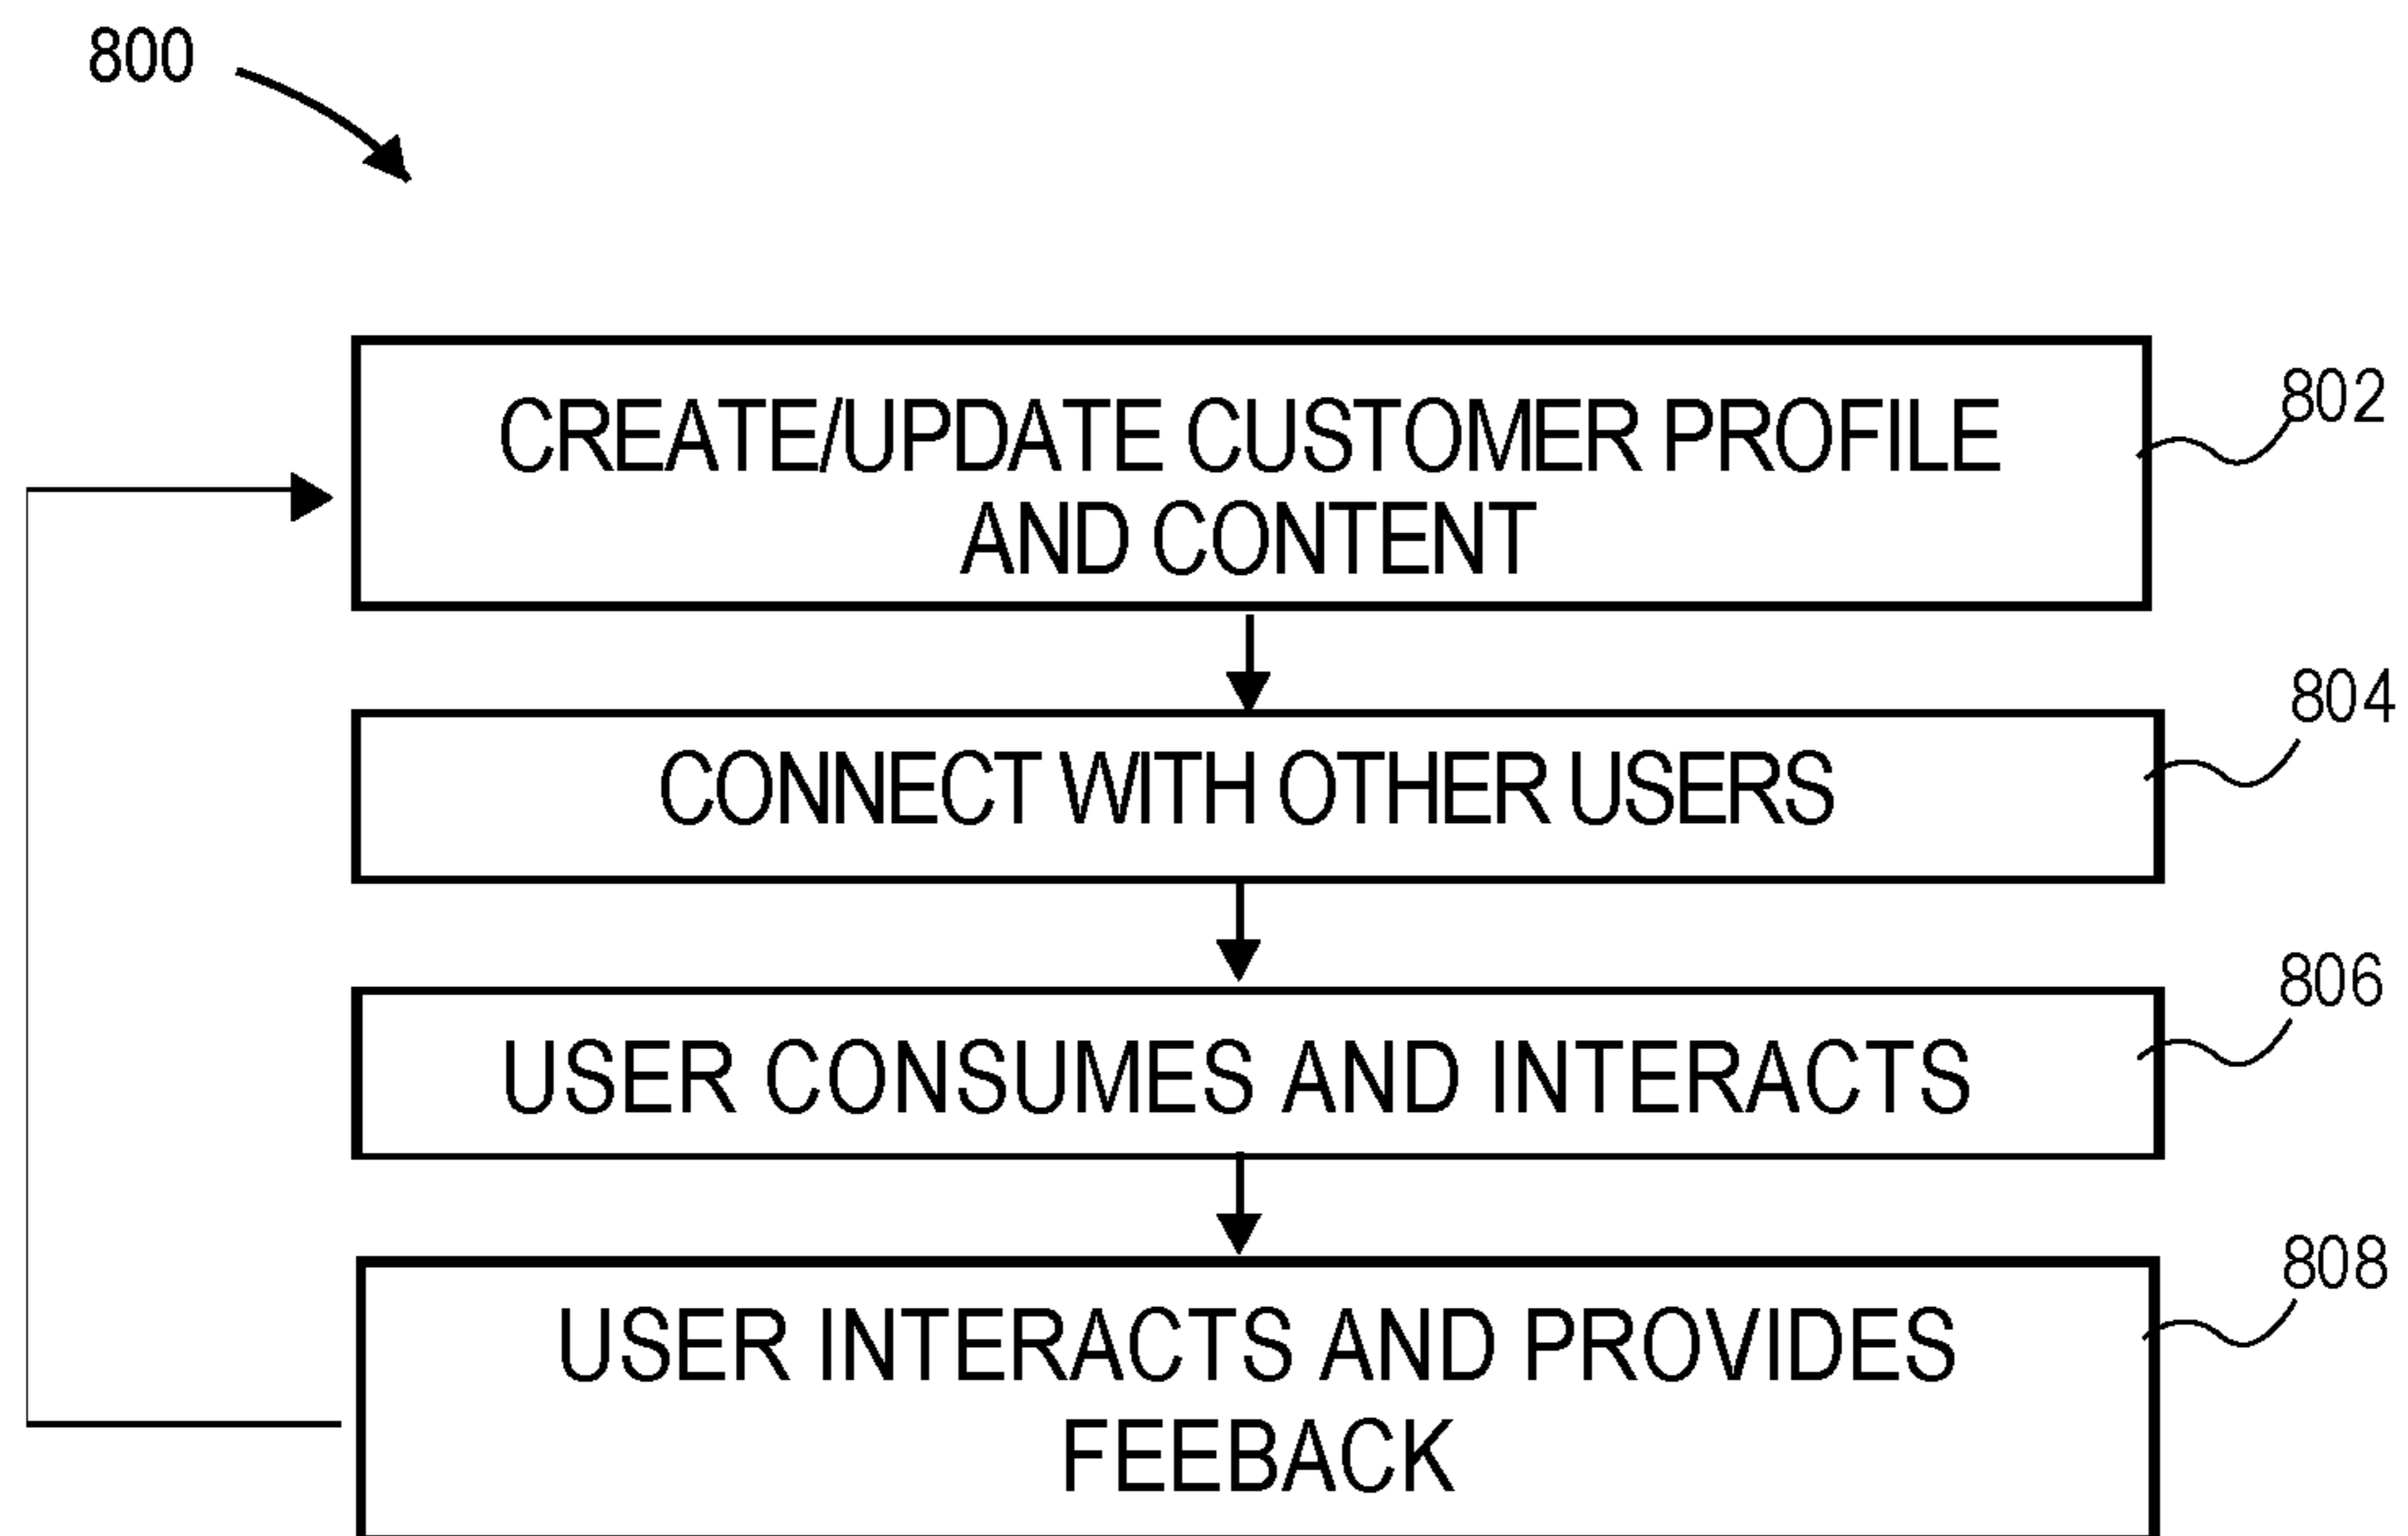 800
CREATE/UPDATE CUSTOMER PROFILE
AND CONTENT
802
CONNECT WITH OTHER USERS
804
USER CONSUMES AND INTERACTS
806
USER INTERACTS AND PROVIDES
FEEBACK
808